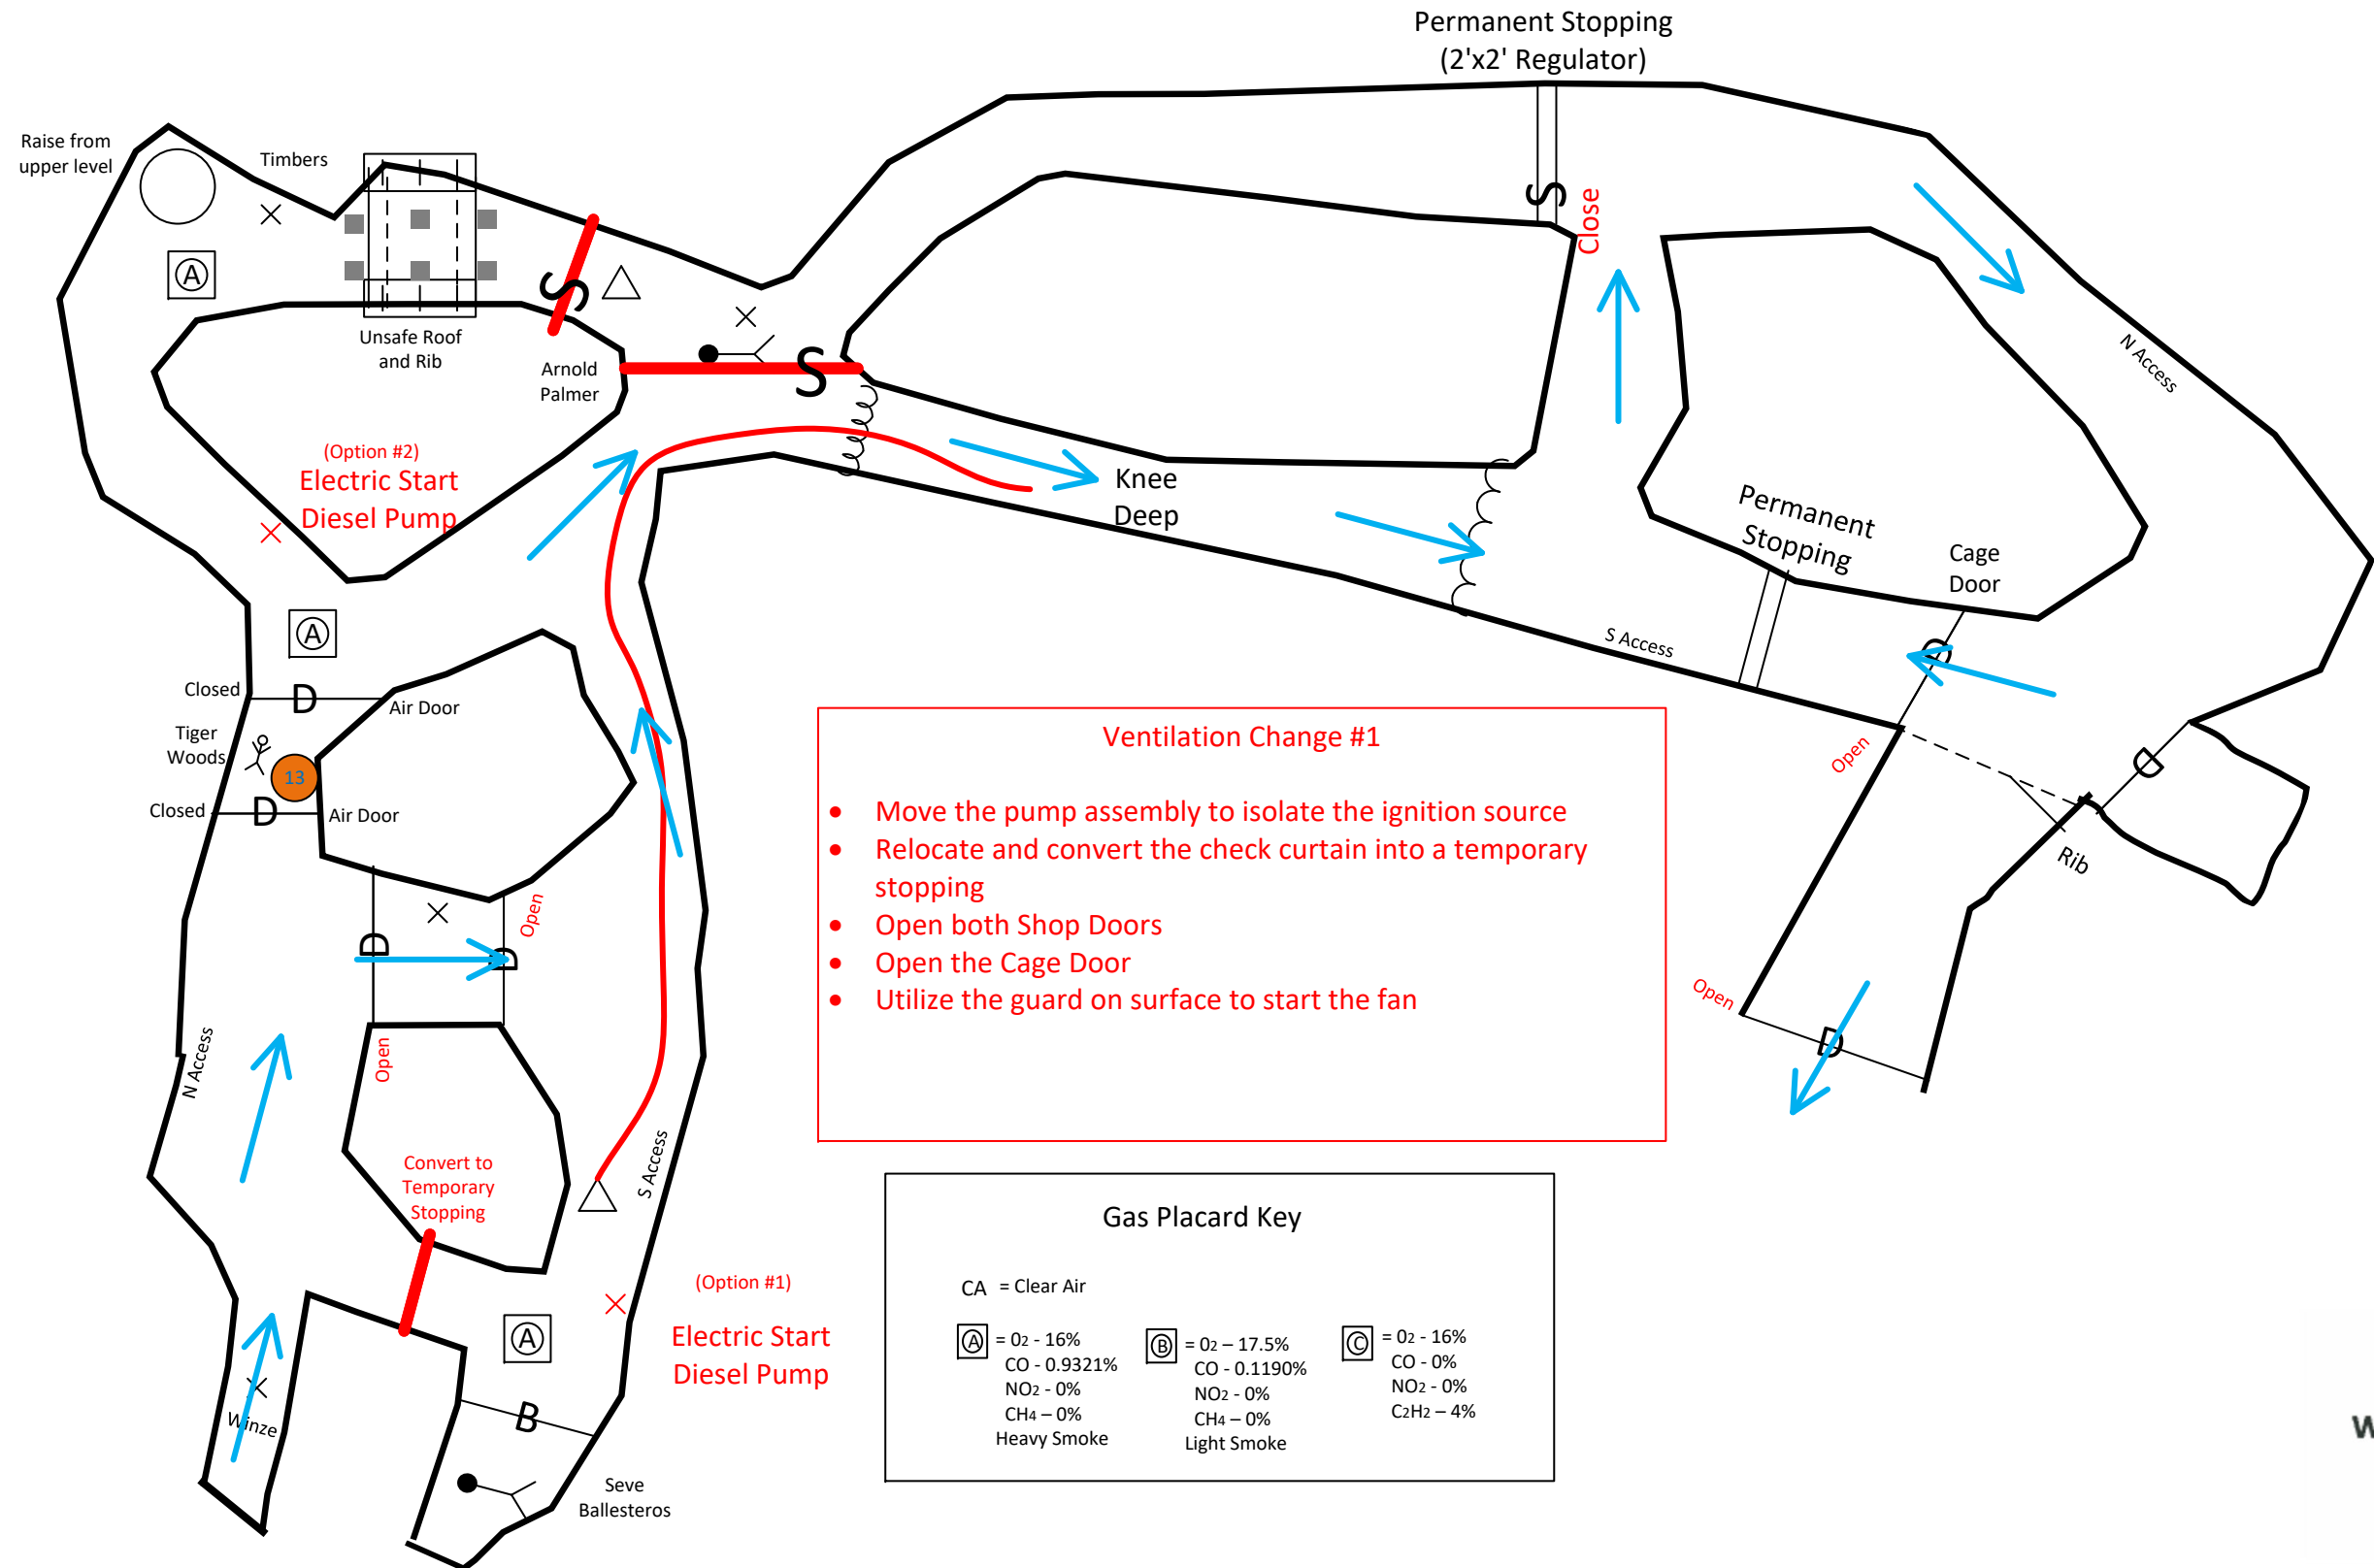 Permanent Stopping
(2'x2' Regulator)
Raise from
upper level
Timbers
A
S
Close
S
Unsafe Roof
and Rib
Arnold
Palmer
S
N Access
(Option #2)
Electric Start
Diesel Pump
Knee
Deep
Permanent
Stopping
Cage
Door
D
A
S Access
Closed
D
Air Door
Tiger
Woods
13
Closed
D
Air Door
Open
D
Rib
Ventilation Change #1
• Move the pump assembly to isolate the ignition source
• Relocate and convert the check curtain into a temporary
stopping
• Open both Shop Doors
• Open the Cage Door
• Utilize the guard on surface to start the fan
Open
D
D
Open
N Access
Open
D
Convert to
Temporary
Stopping
S Access
(Option #1)
Electric Start
Diesel Pump
A
Winze
B
Seve
Ballesteros
Gas Placard Key
CA = Clear Air
A = 02 - 16%
CO - 0.9321%
NO2 - 0%
CH4 – 0%
Heavy Smoke
B = 02 – 17.5%
CO - 0.1190%
NO2 - 0%
CH4 – 0%
Light Smoke
C = 02 - 16%
CO - 0%
NO2 - 0%
C2H2 – 4%
W